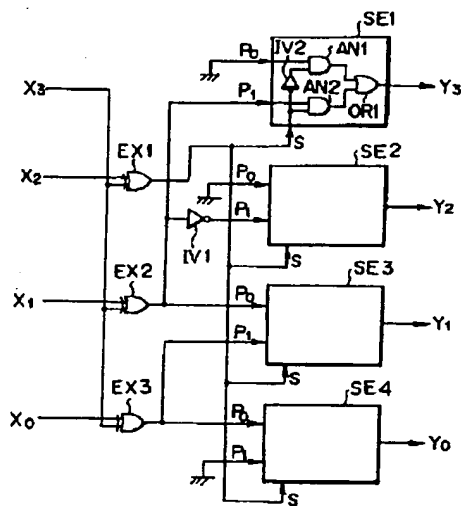 SE1
IV2
P0
AN1
X3
AN2
Y3
P1
OR1
EX1
S
SE2
X2
P0
Y2
P1
IV1
S
EX2
SE3
X1
P0
Y1
P1
S
EX3
SE4
X0
P0
Y0
P1
S